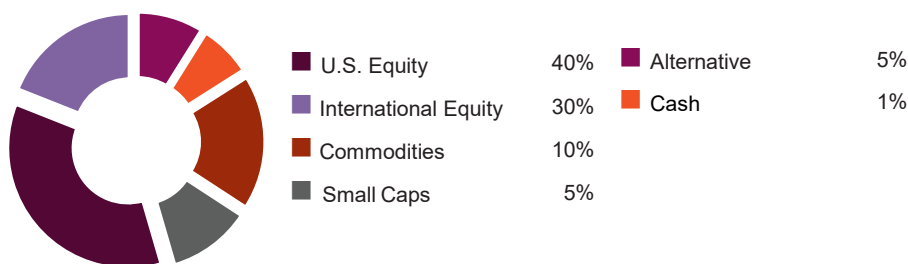 U.S. Equity 40%
International Equity 30%
Commodities 10%
Small Caps 5%
Alternative 5%
Cash 1%